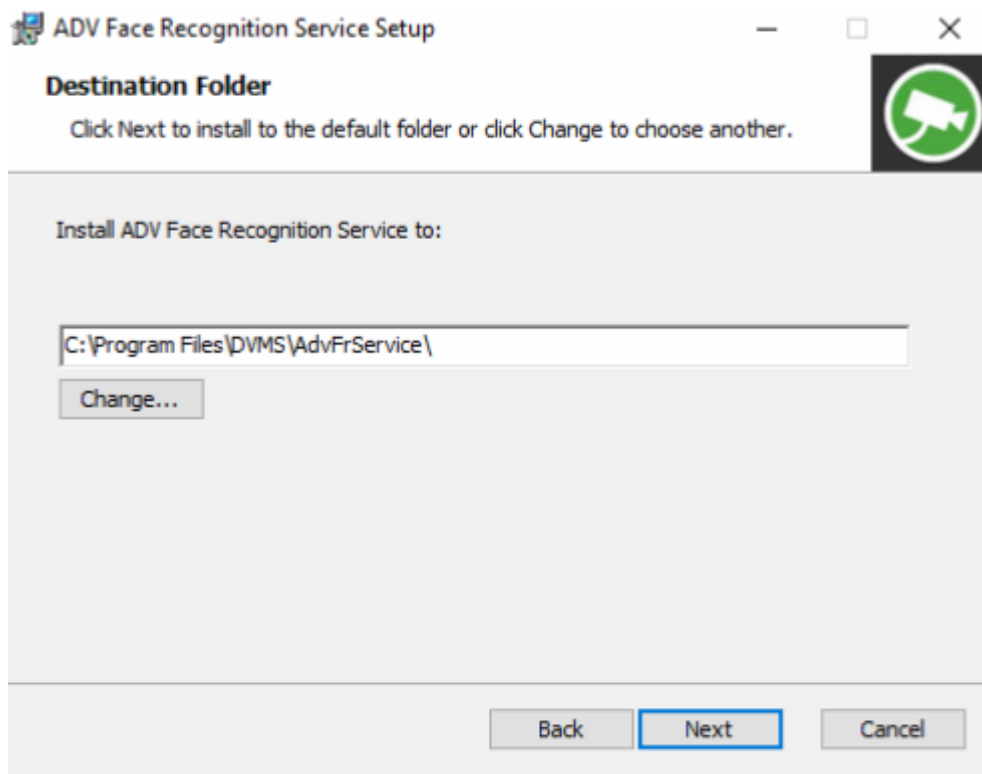 ADV Face Recognition Service Setup
Destination Folder
Click Next to install to the default folder or click Change to choose another.
Install ADV Face Recognition Service to:
C:\Program Files\DVMS\AdvFrService\
Change...
Back Next Cancel